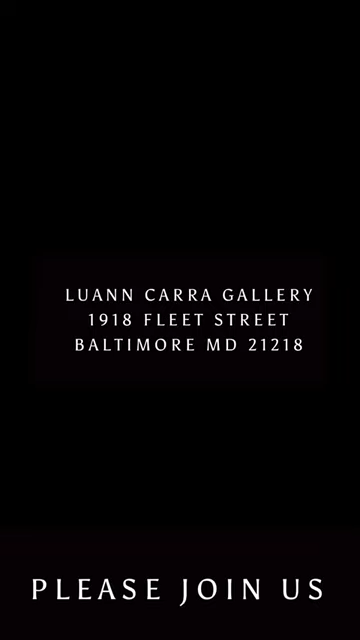 LUANN CARRA GALLERY
1918 FLEET STREET
BALTIMORE MD 21218
PLEASE JOIN US